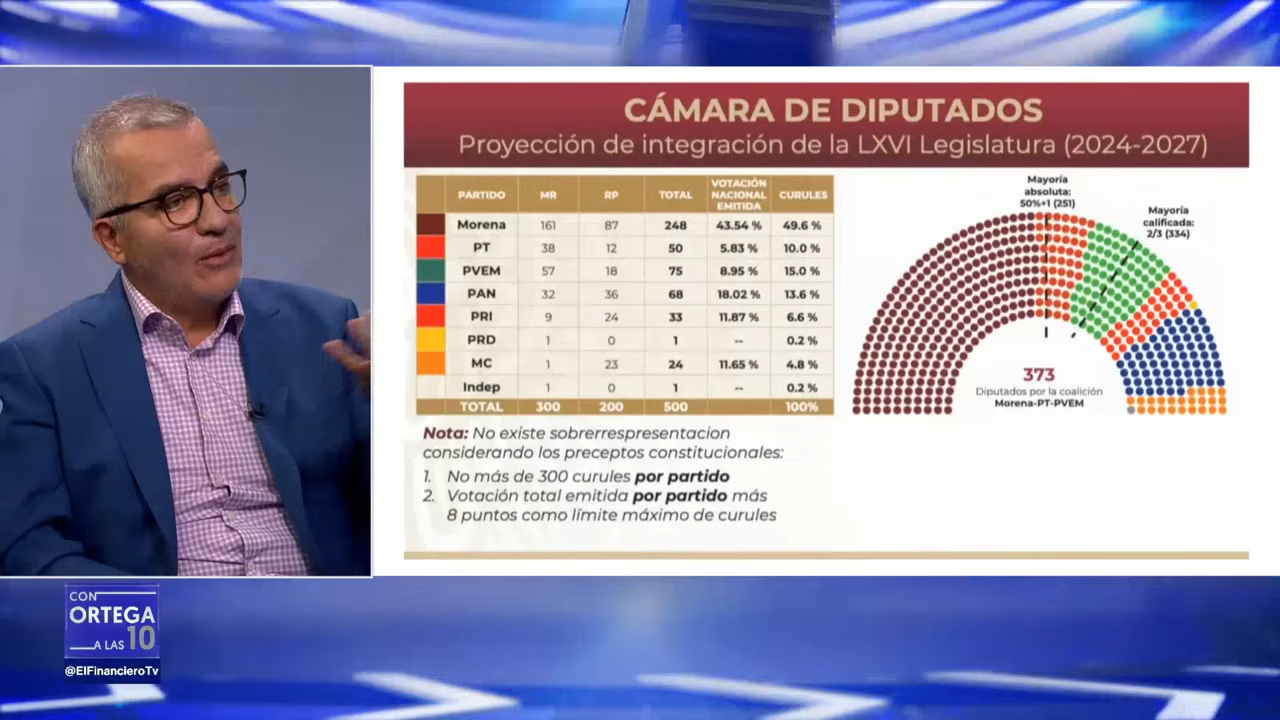 CÁMARA DE DIPUTADOS
Proyección de integración de la LXVI Legislatura (2024-2027)
PARTIDO MR RP TOTAL VOTACIÓN NACIONAL EMITIDA CURULES
Morena 161 87 248 43.54 % 49.6 %
PT 38 12 50 5.83 % 10.0 %
PVEM 57 18 75 8.95 % 15.0 %
PAN 32 36 68 18.02 % 13.6 %
PRI 9 24 33 11.87 % 6.6 %
PRD 1 0 1 -- 0.2 %
MC 1 23 24 11.65 % 4.8 %
Indep 1 0 1 -- 0.2 %
TOTAL 300 200 500 100%
Mayoría
absoluta:
50%+1 (251)
Mayoría
calificada:
2/3 (334)
373
Diputados por la coalición
Morena-PT-PVEM
Nota: No existe sobrerrespresentacion
considerando los preceptos constitucionales:
1. No más de 300 curules por partido
2. Votación total emitida por partido más
8 puntos como límite máximo de curules
CON
ORTEGA
A LAS 10
@ElFinancieroTv